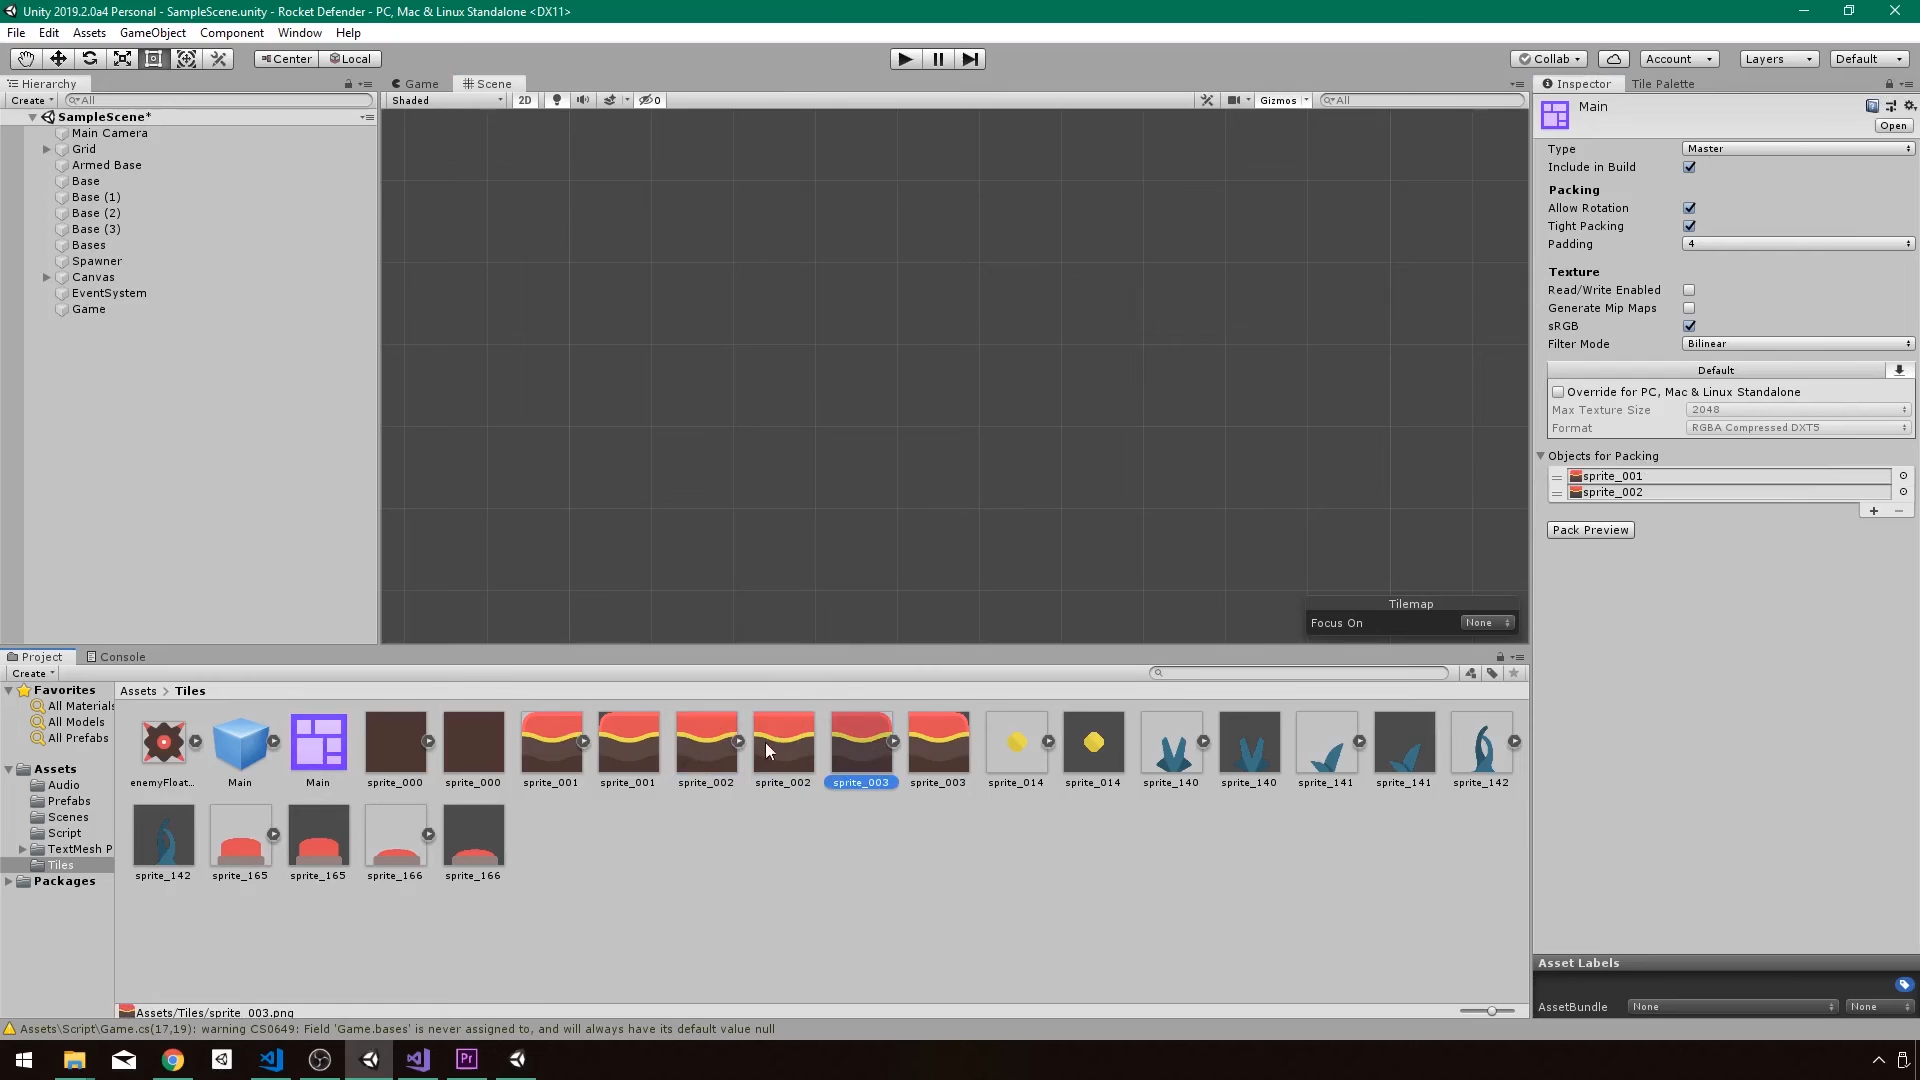 Unity 2019.2.0a4 Personal - SampleScene.unity - Rocket Defender - PC, Mac & Linux Standalone <DX11>
File Edit Assets GameObject Component Window Help
Center Local Collab Account Layers Default
Hierarchy Game Scene Inspector Tile Palette
Create All Shaded 2D 0 Gizmos All
SampleScene*
Main Camera
Grid
Armed Base
Base
Base (1)
Base (2)
Base (3)
Bases
Spawner
Canvas
EventSystem
Game
Tilemap
Focus On None
Main
Open
Type Master
Include in Build
Packing
Allow Rotation
Tight Packing
Padding 4
Texture
Read/Write Enabled
Generate Mip Maps
sRGB
Filter Mode Bilinear
Default
Override for PC, Mac & Linux Standalone
Max Texture Size 2048
Format RGBA Compressed DXT5
Objects for Packing
sprite_001
sprite_002
Pack Preview
Project Console
Create
Favorites
All Materials
All Models
All Prefabs
Assets
Audio
Prefabs
Scenes
Script
TextMesh P
Tiles
Packages
Assets > Tiles
enemyFloat... Main Main sprite_000 sprite_000 sprite_001 sprite_001 sprite_002 sprite_002 sprite_003 sprite_003 sprite_014 sprite_014 sprite_140 sprite_140 sprite_141 sprite_141 sprite_142
sprite_142 sprite_165 sprite_165 sprite_166 sprite_166
Assets/Tiles/sprite_003.png
Asset Labels
AssetBundle None None
Assets\Script\Game.cs(17,19): warning CS0649: Field 'Game.bases' is never assigned to, and will always have its default value null
Pr